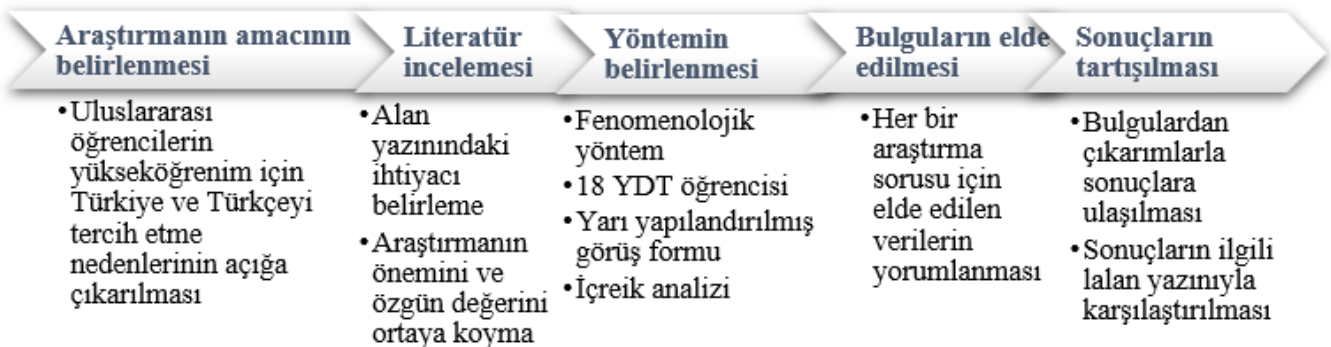 Araştırmanın amacının
belirlenmesi
•Uluslararası
öğrencilerin
yükseköğrenim için
Türkiye ve Türkçeyi
tercih etme
nedenlerinin açığa
çıkarılması
Literatür
incelemesi
•Alan
yazınındaki
ihtiyacı
belirleme
•Araştırmanın
önemini ve
özgün değerini
ortaya koyma
Yöntemin
belirlenmesi
•Fenomenolojik
yöntem
•18 YDT öğrencisi
•Yarı yapılandırılmış
görüş formu
•İçreik analizi
Bulguların elde
edilmesi
•Her bir
araştırma
sorusu için
elde edilen
verilerin
yorumlanması
Sonuçların
tartışılması
•Bulgulardan
çıkarımlarla
sonuçlara
ulaşılması
•Sonuçların ilgili
lalan yazınıyla
karşılaştırılması